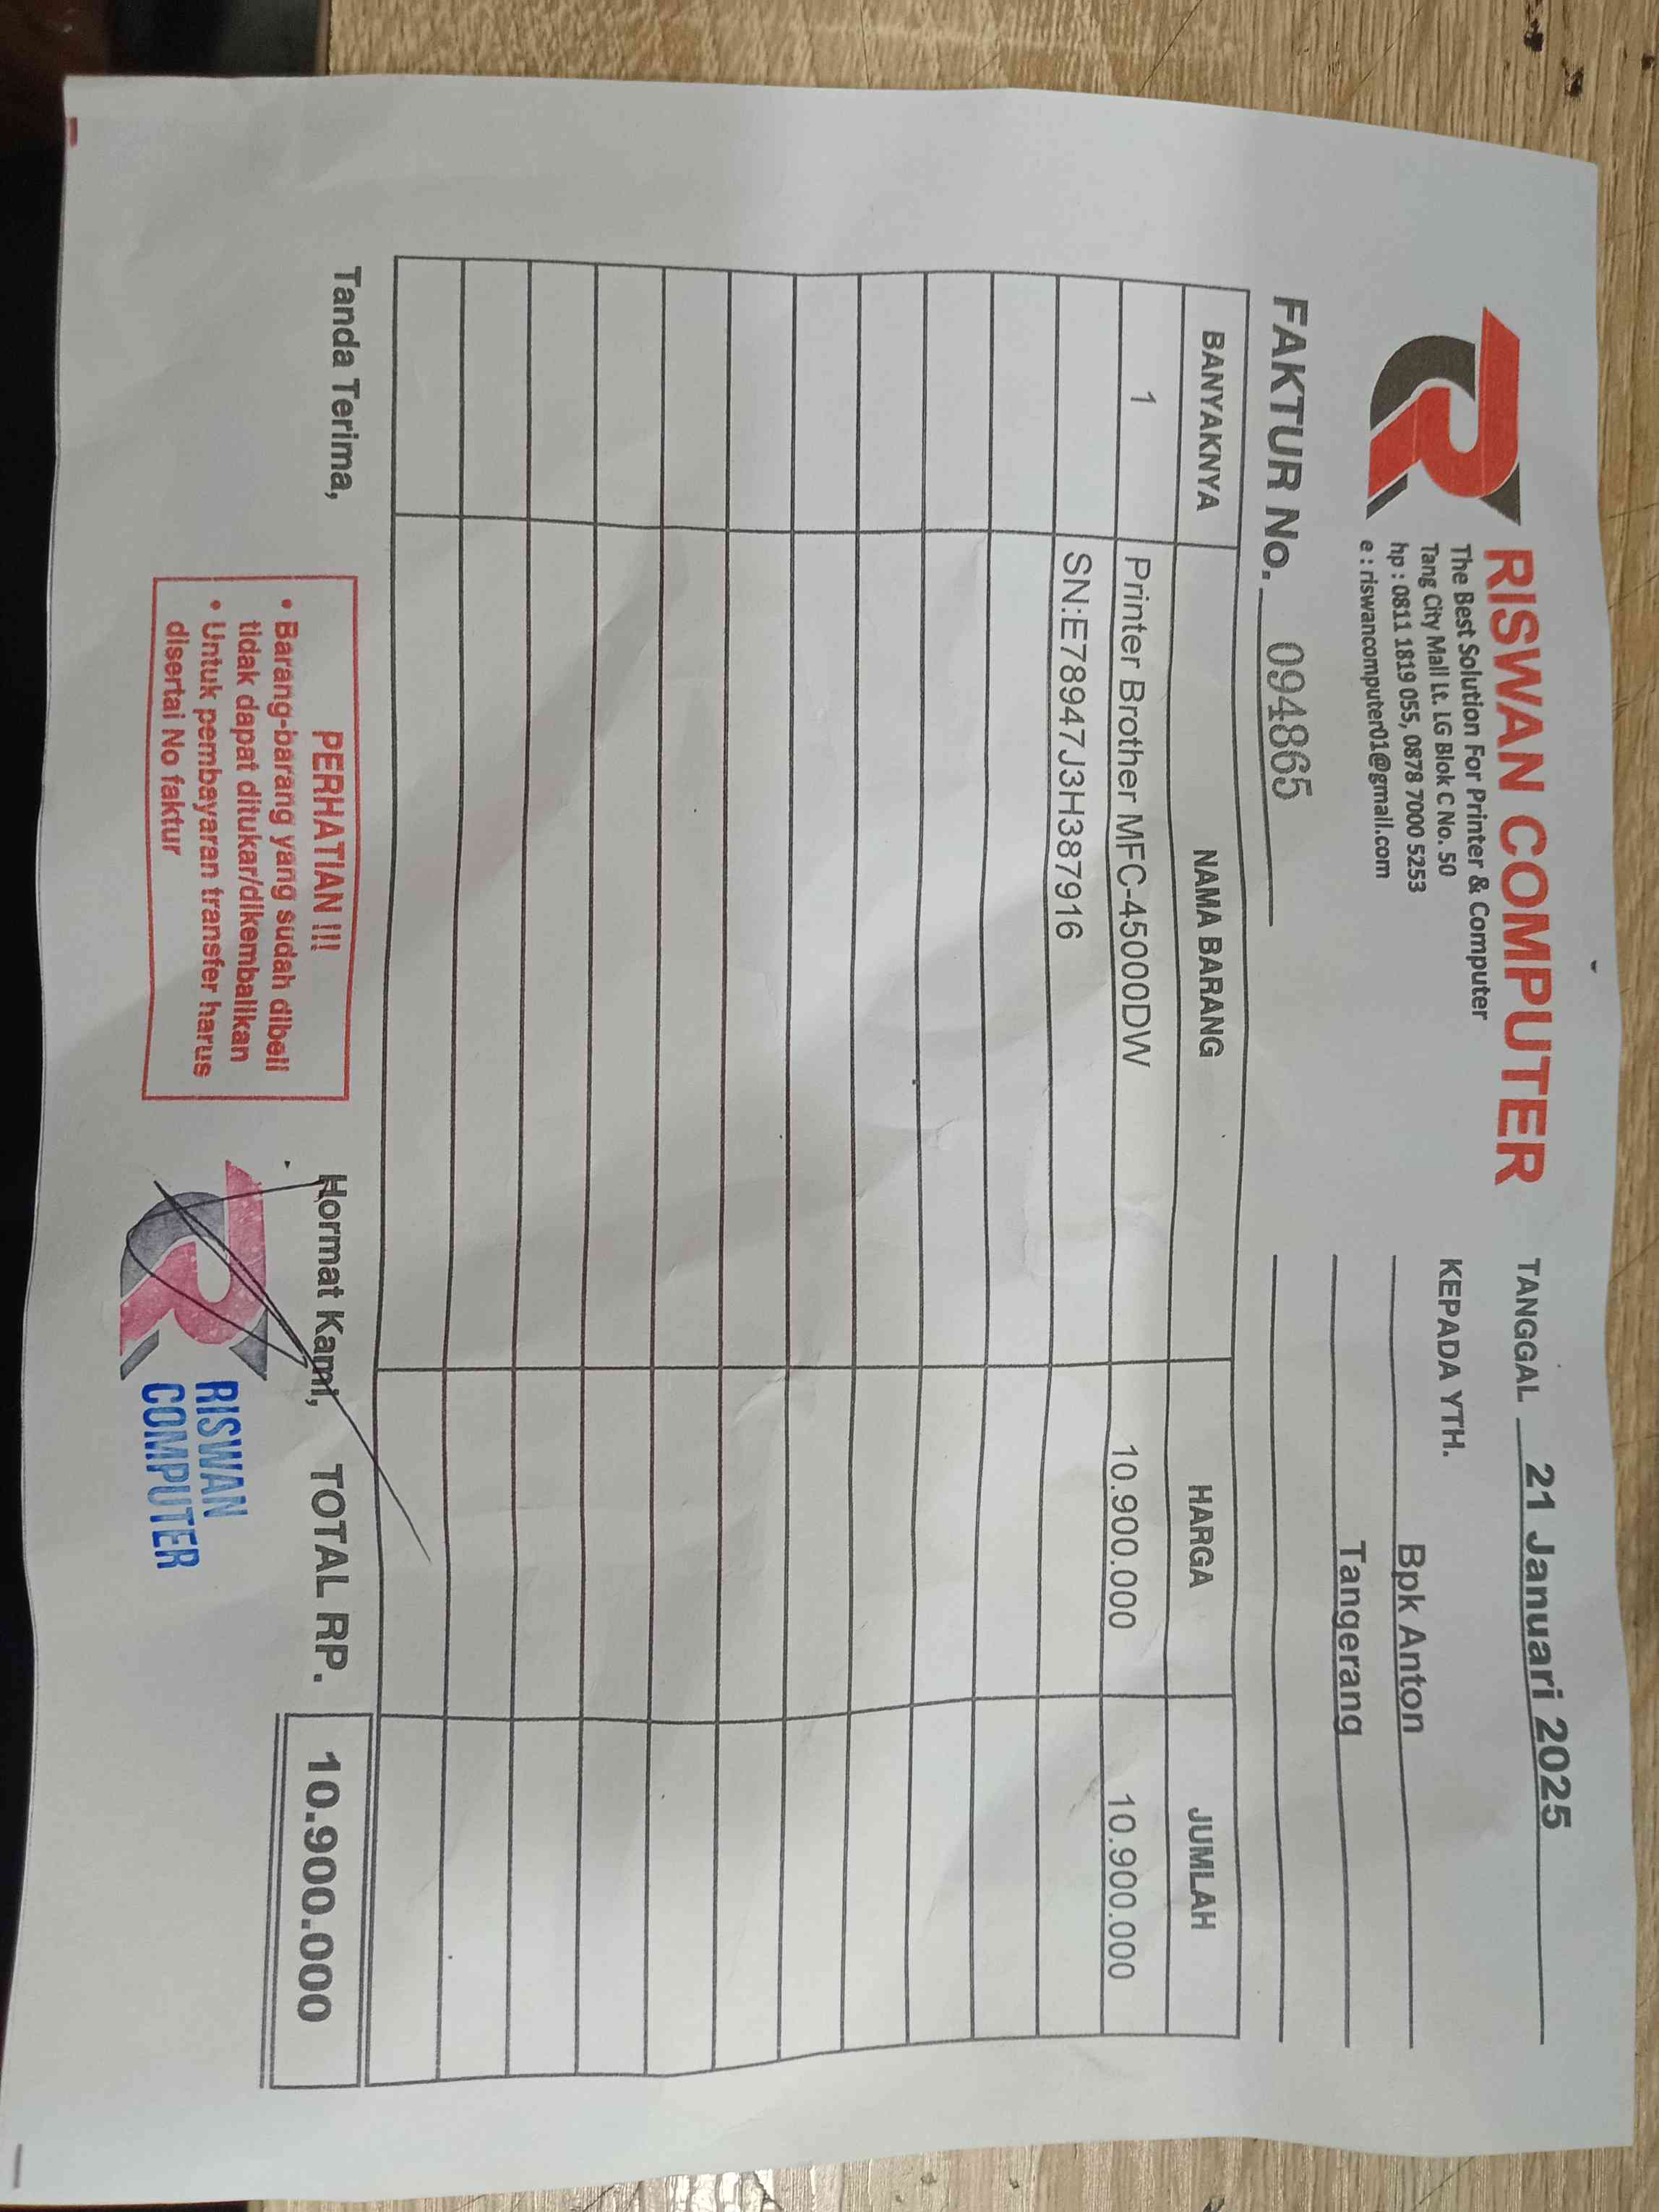 RISWAN COMPUTER
The Best Solution For Printer & Computer
Tang City Mall Lt. LG Blok C No. 50
hp : 0811 1819 055, 0878 7000 5253
e : riswancomputer01@gmail.com
TANGGAL 21 Januari 2025
KEPADA YTH.
Bpk Anton
Tangerang
FAKTUR No. 094865
BANYAKNYA NAMA BARANG HARGA JUMLAH
1 Printer Brother MFC-45000DW 10.900.000 10.900.000
SN:E78947J3H387916
Tanda Terima,
PERHATIAN !!!
• Barang-barang yang sudah dibeli
tidak dapat ditukar/dikembalikan
• Untuk pembayaran transfer harus
disertai No faktur
Hormat Kami,
RISWAN
COMPUTER
TOTAL RP. 10.900.000